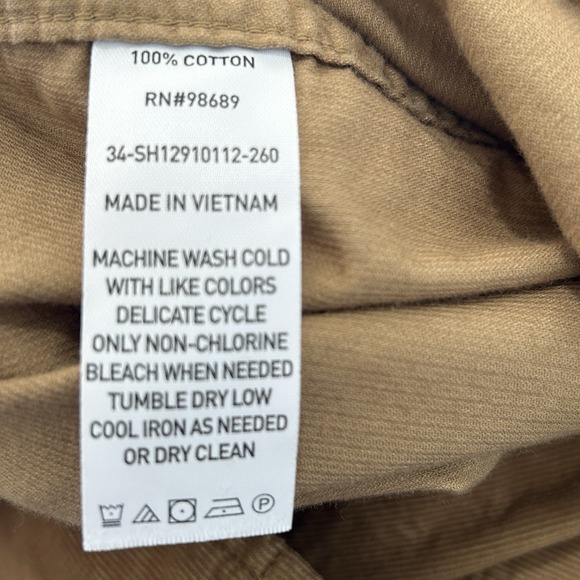 100% COTTON
RN#98689
34-SH12910112-260
MADE IN VIETNAM
MACHINE WASH COLD
WITH LIKE COLORS
DELICATE CYCLE
ONLY NON-CHLORINE
BLEACH WHEN NEEDED
TUMBLE DRY LOW
COOL IRON AS NEEDED
OR DRY CLEAN
P